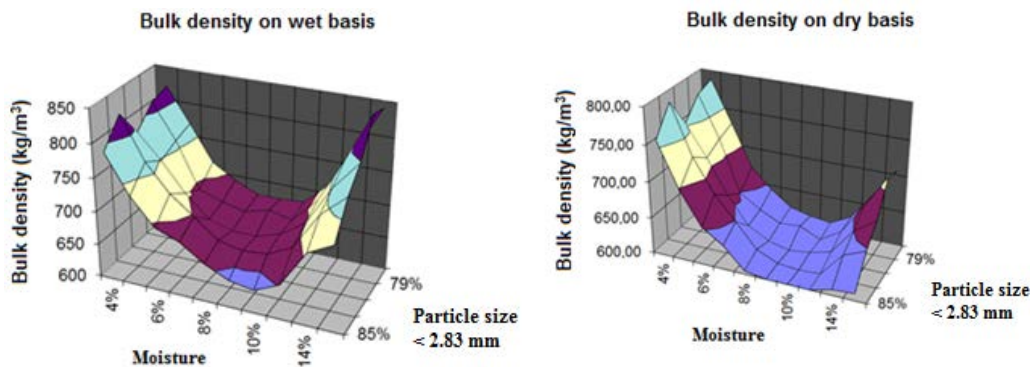 Bulk density on wet basis
Bulk density (kg/m³)
850
800
750
700
650
600
4%
6%
8%
10%
14%
Moisture
79%
85%
Particle size
< 2.83 mm
Bulk density on dry basis
Bulk density (kg/m³)
800,00
750,00
700,00
650,00
600,00
4%
6%
8%
10%
14%
Moisture
79%
85%
Particle size
< 2.83 mm